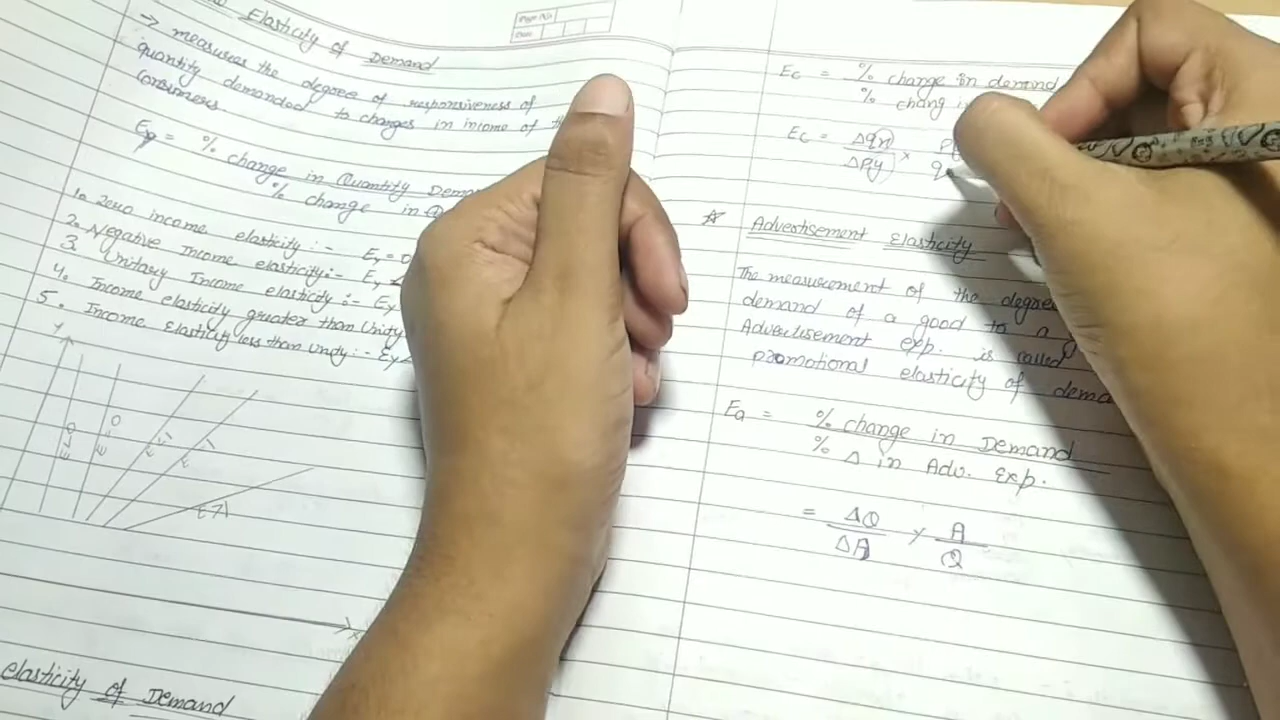 Page No
Date
Elasticity of Demand
→ measures the degree of responsiveness of
quantity demanded to changes in income of
consumers
Ey = % change in Quantity
% change in
1. Zero income elasticity :- Ey = 0
2. Negative Income elasticity :- Ey <
3. Unitary Income elasticity :- Ey
4. Income elasticity greater than Unity
5. Income Elasticity less than Unity :- Ey
Y
X
elasticity of Demand
Ec = % change in demand
% chang in
Ec = Δqx × P
Δpy q
☆ Advertisement Elasticity
The measurement of the degree
demand of a good to a
Advertisement exp. is called
promotional elasticity of
Ea = % change in Demand
% Δ in Adv. Exp.
= ΔQ × A
ΔA Q